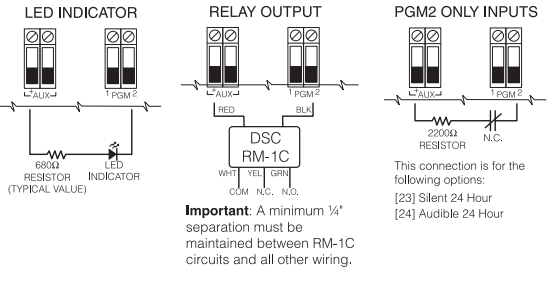 LED INDICATOR
+ -
AUX
1 PGM 2
680Ω
RESISTOR
(TYPICAL VALUE)
LED
INDICATOR
RELAY OUTPUT
+ -
AUX
1 PGM 2
RED
BLK
DSC
RM-1C
WHT YEL GRN
COM N.C. N.O.
Important: A minimum ¼"
separation must be
maintained between RM-1C
circuits and all other wiring.
PGM2 ONLY INPUTS
+ -
AUX
1 PGM 2
2200Ω
RESISTOR
N.C.
This connection is for the
following options:
[23] Silent 24 Hour
[24] Audible 24 Hour